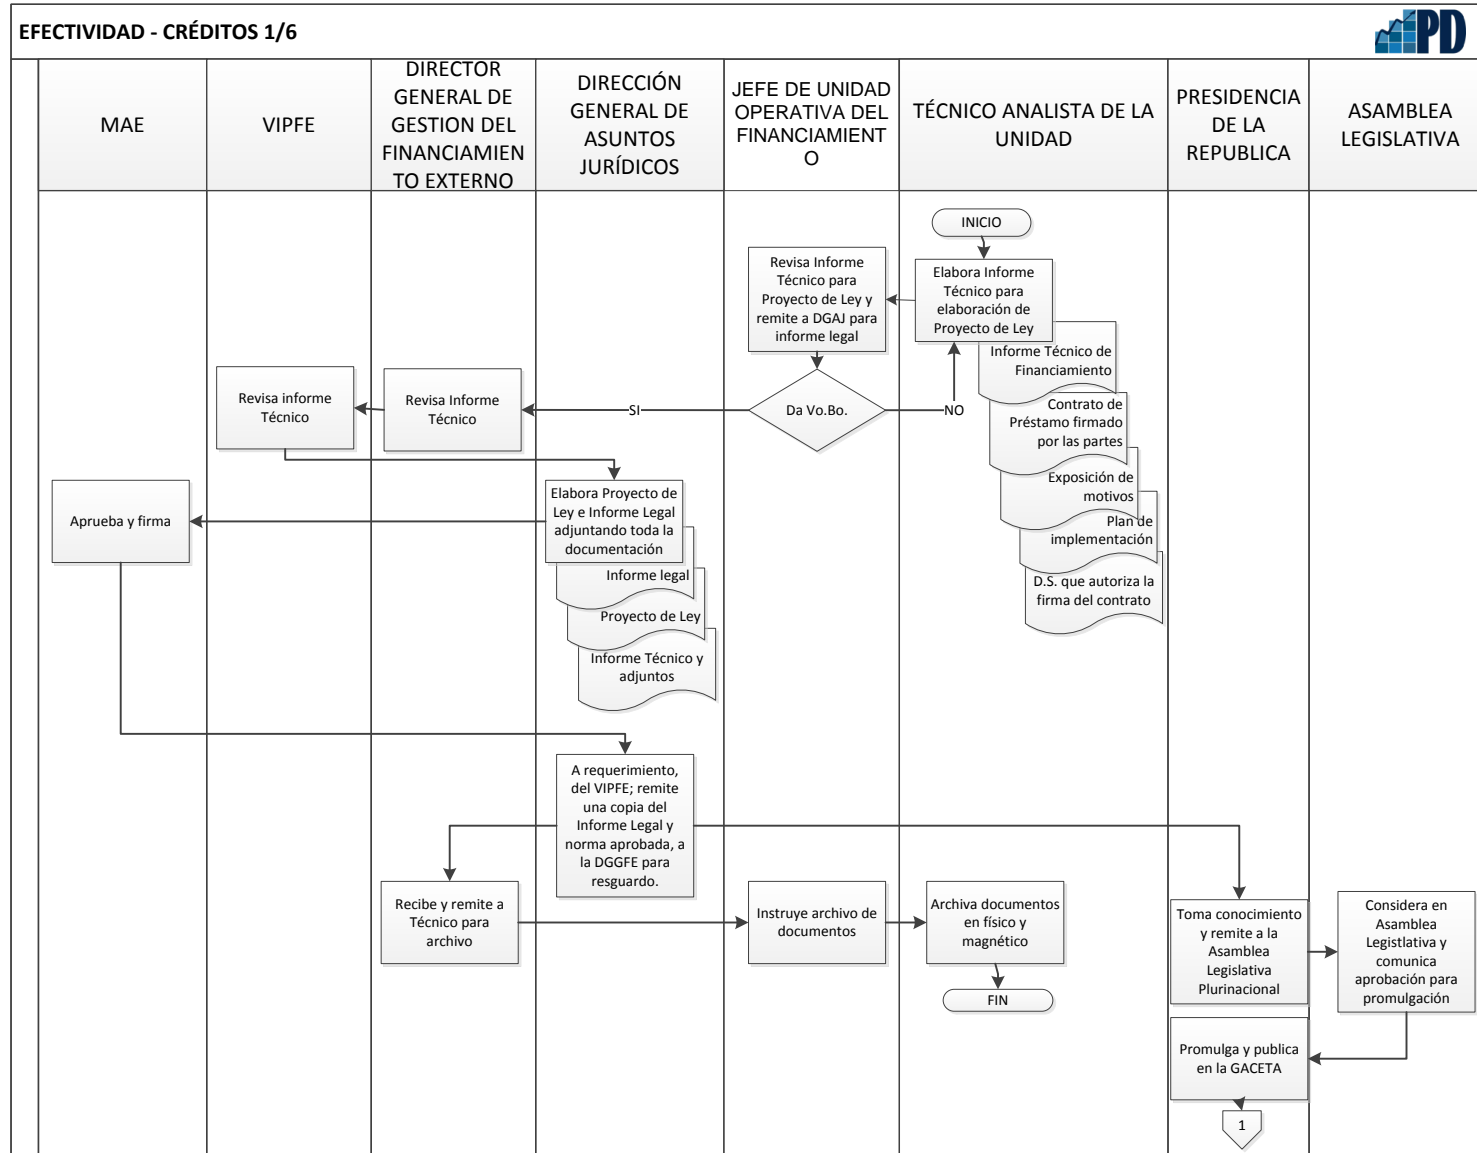 EFECTIVIDAD - CRÉDITOS 1/6
PD
MAE
VIPFE
DIRECTOR
GENERAL DE
GESTION DEL
FINANCIAMIEN
TO EXTERNO
DIRECCIÓN
GENERAL DE
ASUNTOS
JURÍDICOS
JEFE DE UNIDAD
OPERATIVA DEL
FINANCIAMIENT
O
TÉCNICO ANALISTA DE LA
UNIDAD
PRESIDENCIA
DE LA
REPUBLICA
ASAMBLEA
LEGISLATIVA
INICIO
Revisa Informe
Técnico para
Proyecto de Ley y
remite a DGAJ para
informe legal
Elabora Informe
Técnico para
elaboración de
Proyecto de Ley
Informe Técnico de
Financiamiento
Contrato de
Préstamo firmado
por las partes
Exposición de
motivos
Plan de
implementación
D.S. que autoriza la
firma del contrato
Revisa informe
Técnico
Revisa Informe
Técnico
SI
Da Vo.Bo.
NO
Aprueba y firma
Elabora Proyecto de
Ley e Informe Legal
adjuntando toda la
documentación
Informe legal
Proyecto de Ley
Informe Técnico y
adjuntos
A requerimiento,
del VIPFE; remite
una copia del
Informe Legal y
norma aprobada, a
la DGGFE para
resguardo.
Recibe y remite a
Técnico para
archivo
Instruye archivo de
documentos
Archiva documentos
en físico y
magnético
FIN
Toma conocimiento
y remite a la
Asamblea
Legislativa
Plurinacional
Considera en
Asamblea
Legistlativa y
comunica
aprobación para
promulgación
Promulga y publica
en la GACETA
1